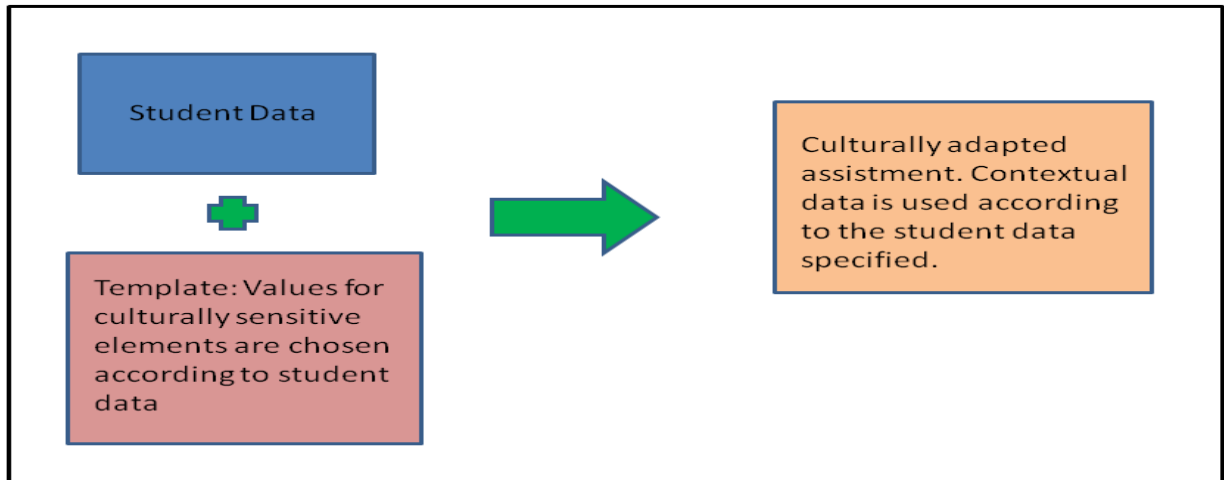 Student Data
Template: Values for
culturally sensitive
elements are chosen
according to student
data
Culturally adapted
assistment. Contextual
data is used according
to the student data
specified.